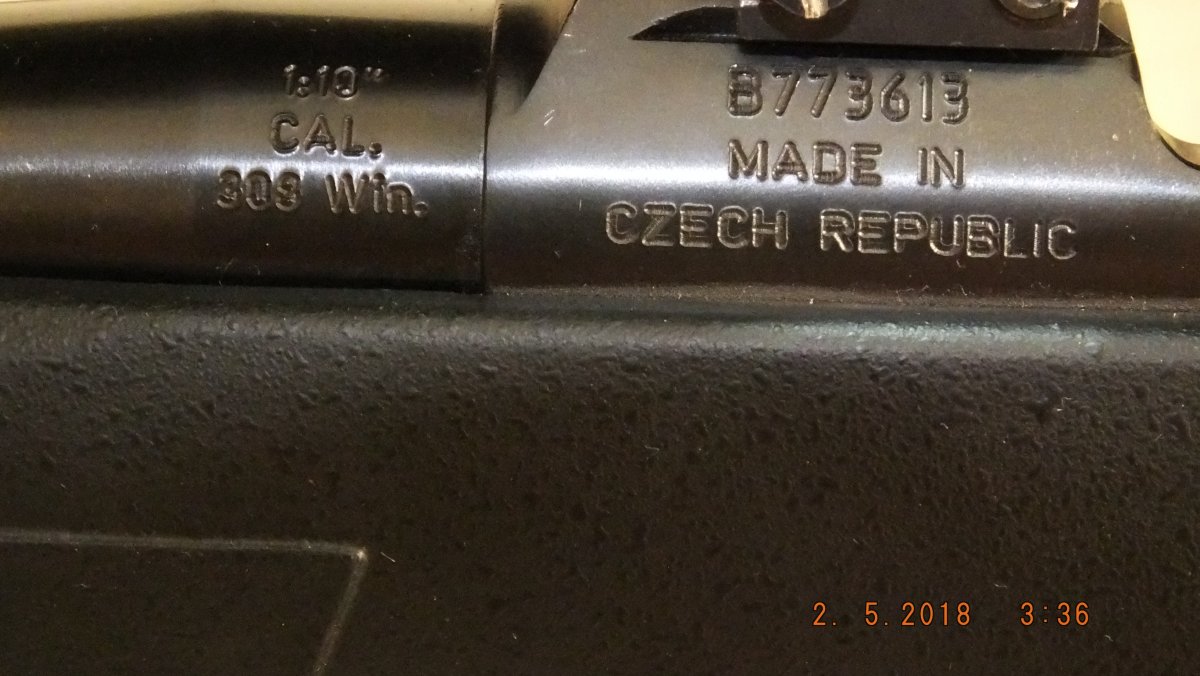 1:10"
CAL.
308 Win.
B773613
MADE IN
CZECH REPUBLIC
2. 5.2018 3:36